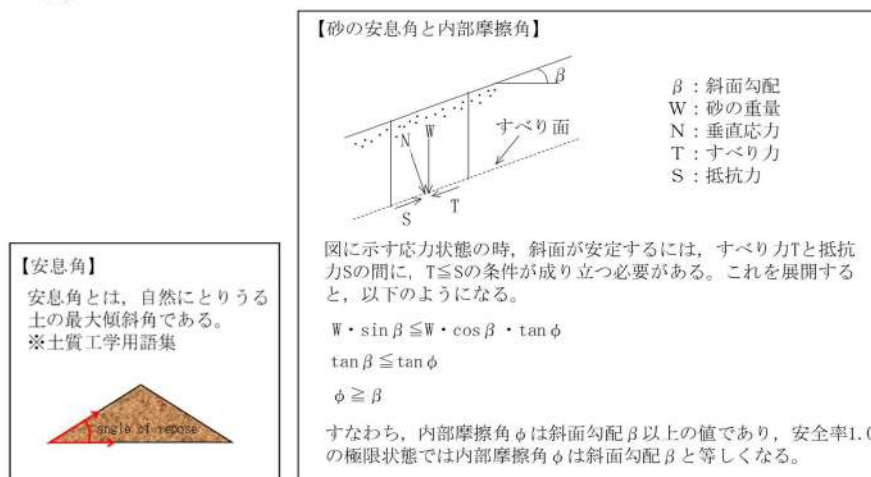 【砂の安息角と内部摩擦角】
β
N
W
すべり面
S
T
β:斜面勾配
W:砂の重量
N:垂直応力
T:すべり力
S:抵抗力
図に示す応力状態の時,斜面が安定するには,すべり力Tと抵抗
力Sの間に,T≦Sの条件が成り立つ必要がある。これを展開する
と,以下のようになる。
W・sinβ≦W・cosβ・tanφ
tanβ≦tanφ
φ≧β
すなわち,内部摩擦角φは斜面勾配β以上の値であり,安全率1.0
の極限状態では内部摩擦角φは斜面勾配βと等しくなる。
【安息角】
安息角とは,自然にとりうる
土の最大傾斜角である。
※土質工学用語集
angle of repose